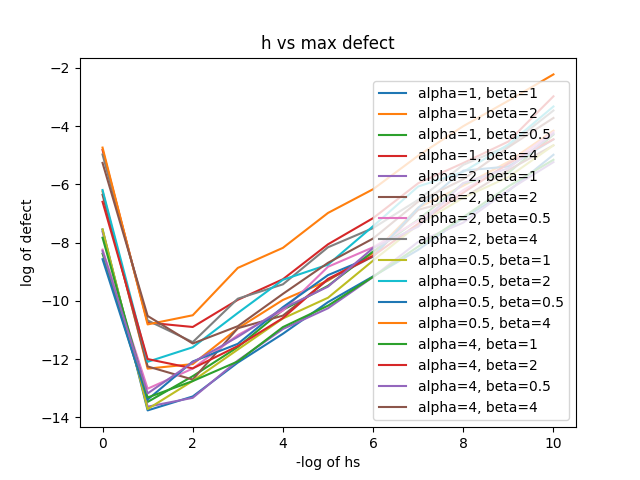 h vs max defect
log of defect
−2
−4
−6
−8
−10
−12
−14
0
2
4
6
8
10
-log of hs
alpha=1, beta=1
alpha=1, beta=2
alpha=1, beta=0.5
alpha=1, beta=4
alpha=2, beta=1
alpha=2, beta=2
alpha=2, beta=0.5
alpha=2, beta=4
alpha=0.5, beta=1
alpha=0.5, beta=2
alpha=0.5, beta=0.5
alpha=0.5, beta=4
alpha=4, beta=1
alpha=4, beta=2
alpha=4, beta=0.5
alpha=4, beta=4